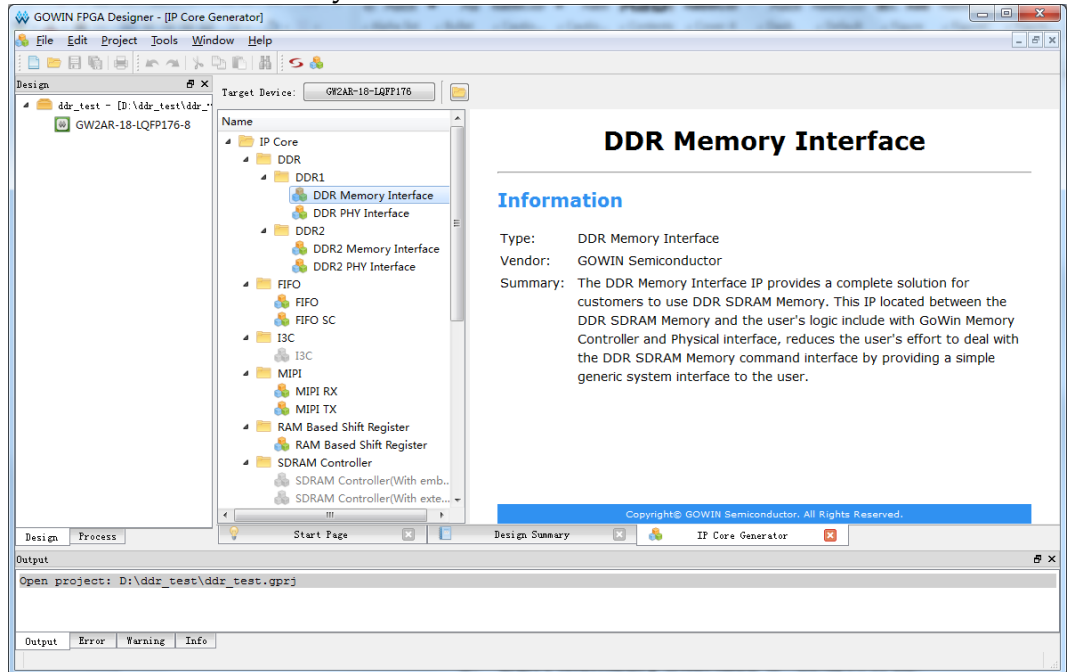 GOWIN FPGA Designer - [IP Core Generator]
File Edit Project Tools Window Help
Design
ddr_test - [D:\ddr_test\ddr_
GW2AR-18-LQFP176-8
Design Process
Target Device: GW2AR-18-LQFP176
Name
IP Core
DDR
DDR1
DDR Memory Interface
DDR PHY Interface
DDR2
DDR2 Memory Interface
DDR2 PHY Interface
FIFO
FIFO
FIFO SC
I3C
I3C
MIPI
MIPI RX
MIPI TX
RAM Based Shift Register
RAM Based Shift Register
SDRAM Controller
SDRAM Controller(With emb..
SDRAM Controller(With exte...
DDR Memory Interface
Information
Type: DDR Memory Interface
Vendor: GOWIN Semiconductor
Summary: The DDR Memory Interface IP provides a complete solution for
customers to use DDR SDRAM Memory. This IP located between the
DDR SDRAM Memory and the user's logic include with GoWin Memory
Controller and Physical interface, reduces the user's effort to deal with
the DDR SDRAM Memory command interface by providing a simple
generic system interface to the user.
Copyright© GOWIN Semiconductor. All Rights Reserved.
Start Page Design Summary IP Core Generator
Output
Open project: D:\ddr_test\ddr_test.gprj
Output Error Warning Info